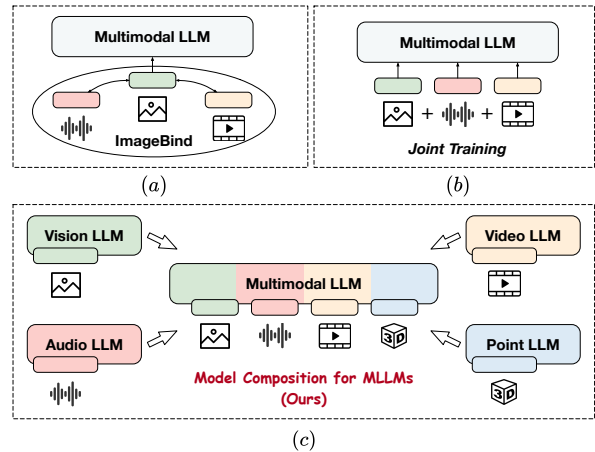 Multimodal LLM
ImageBind
(a)
Multimodal LLM
+ +
Joint Training
(b)
Vision LLM
Video LLM
Multimodal LLM
3D
Audio LLM
Point LLM
3D
Model Composition for MLLMs
(Ours)
(c)